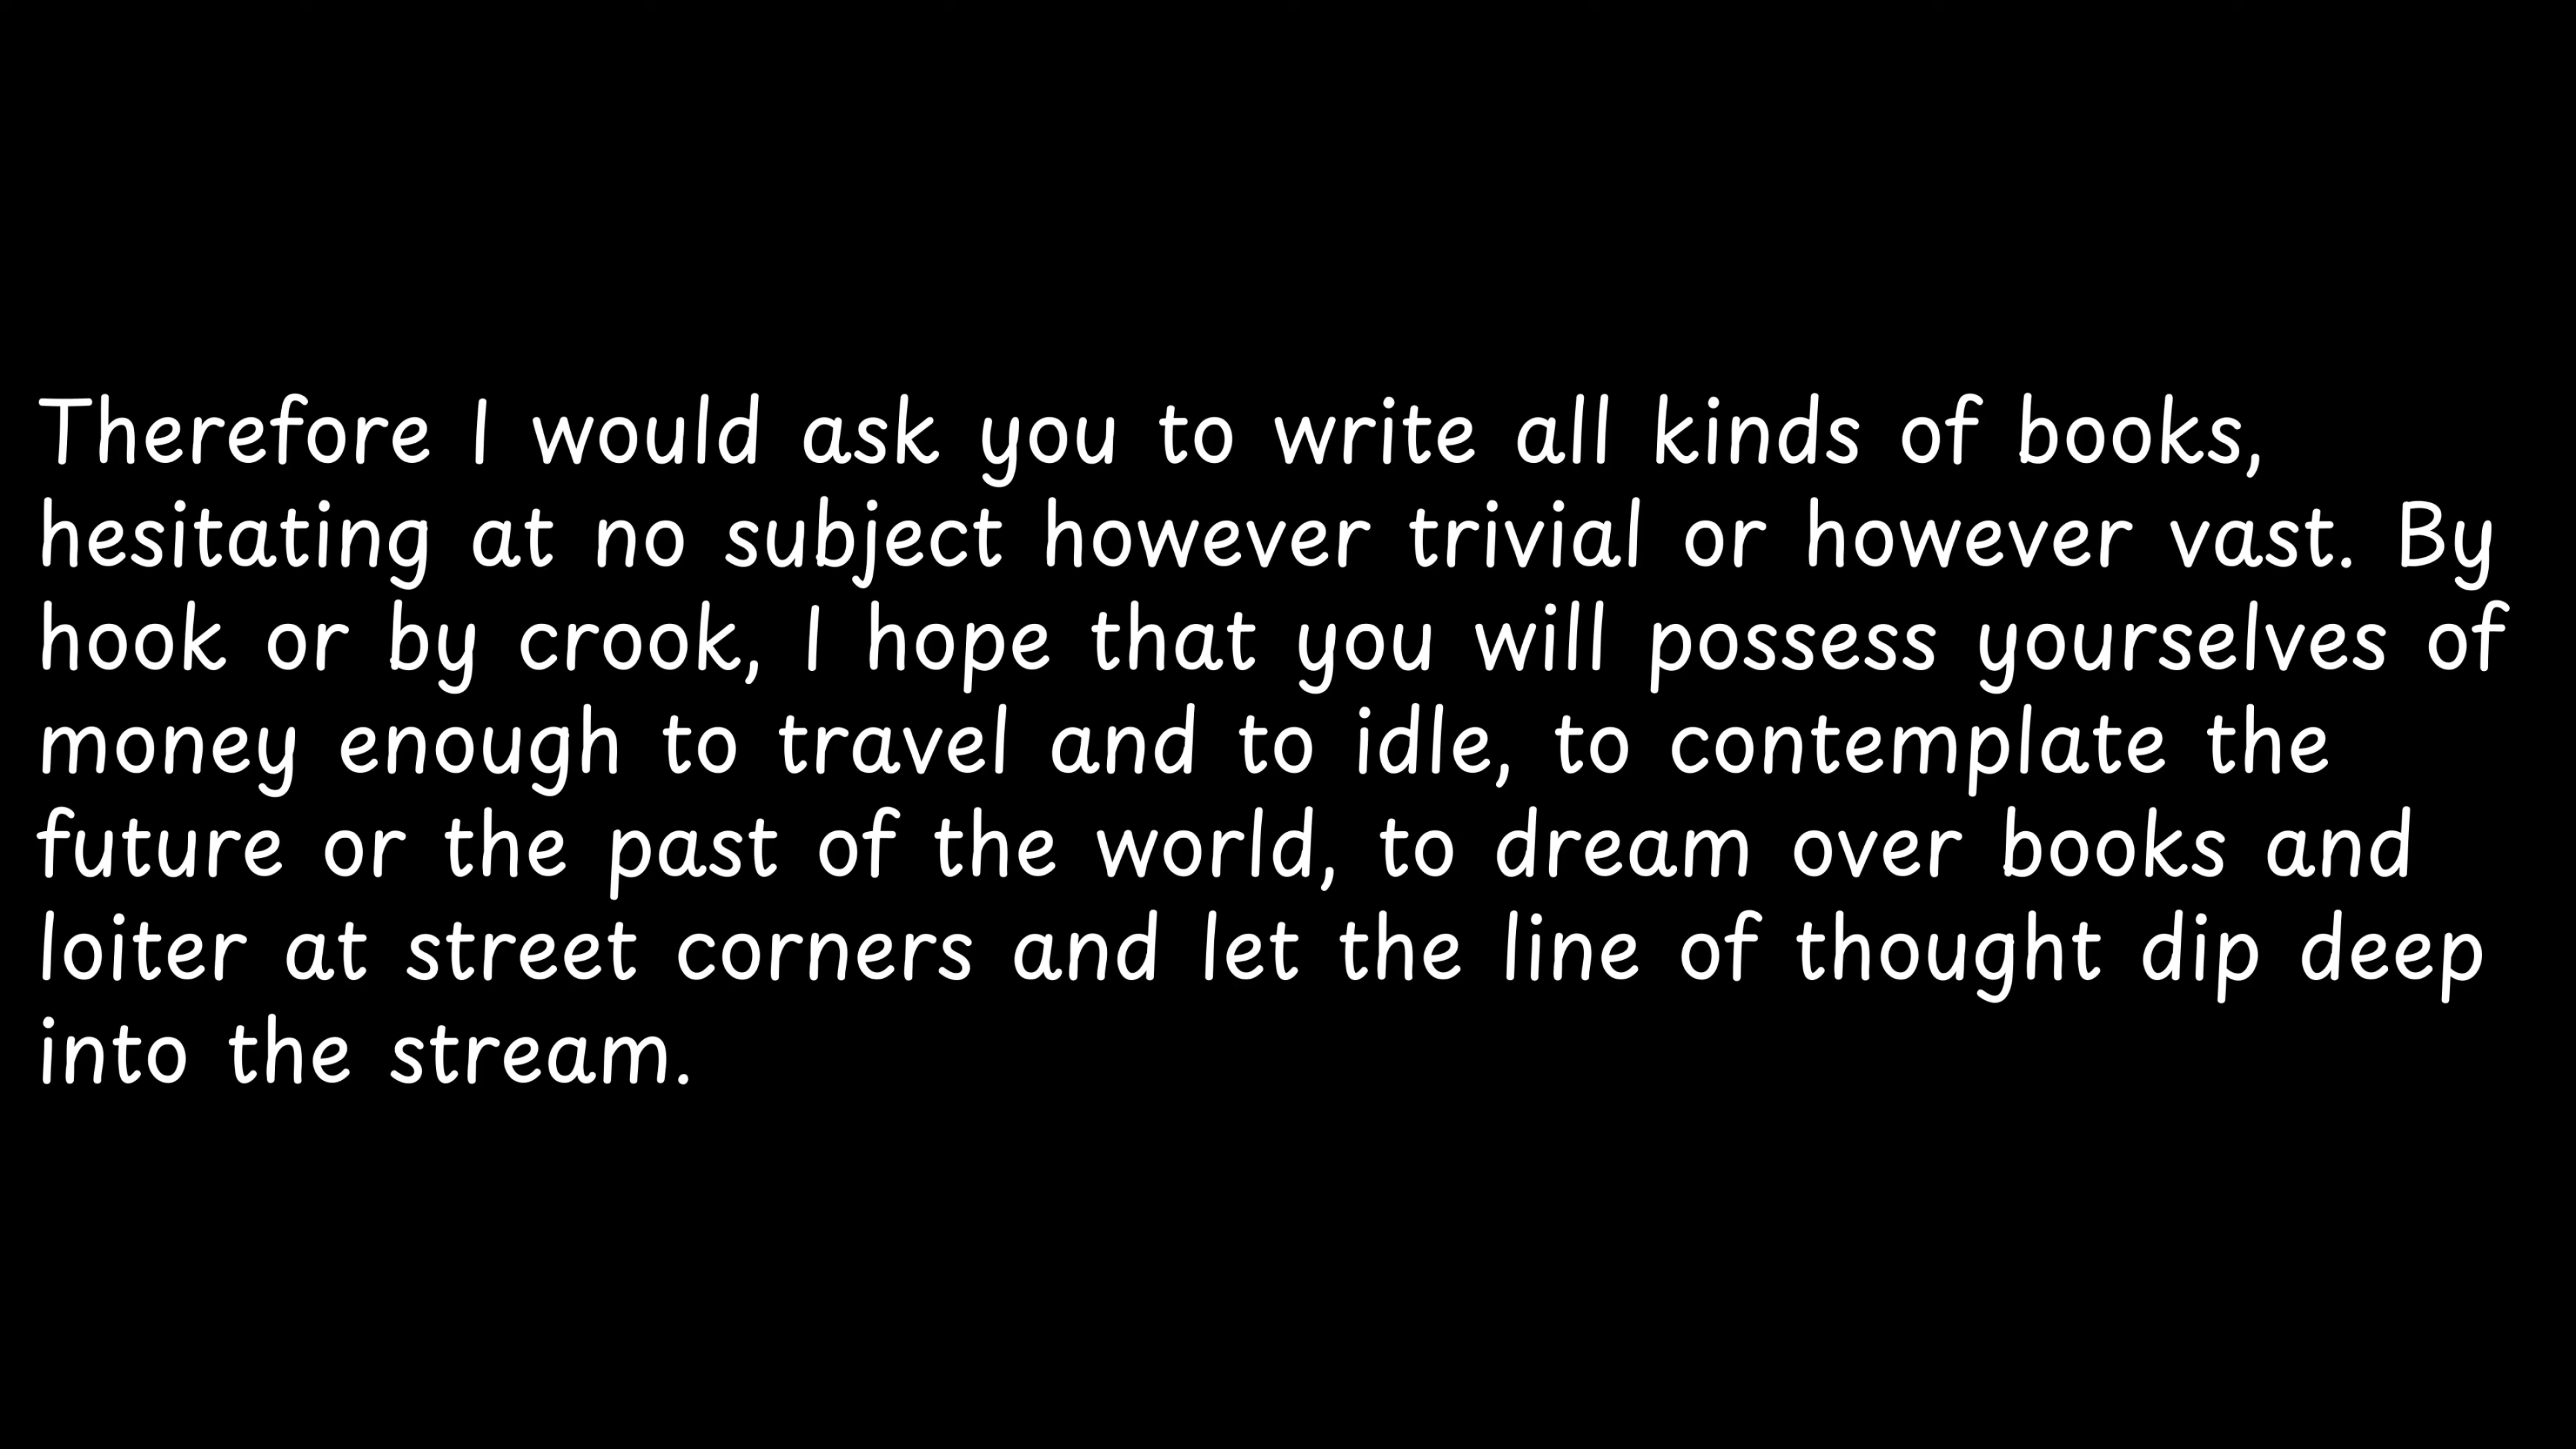 Therefore I would ask you to write all kinds of books,
hesitating at no subject however trivial or however vast. By
hook or by crook, I hope that you will possess yourselves of
money enough to travel and to idle, to contemplate the
future or the past of the world, to dream over books and
loiter at street corners and let the line of thought dip deep
into the stream.